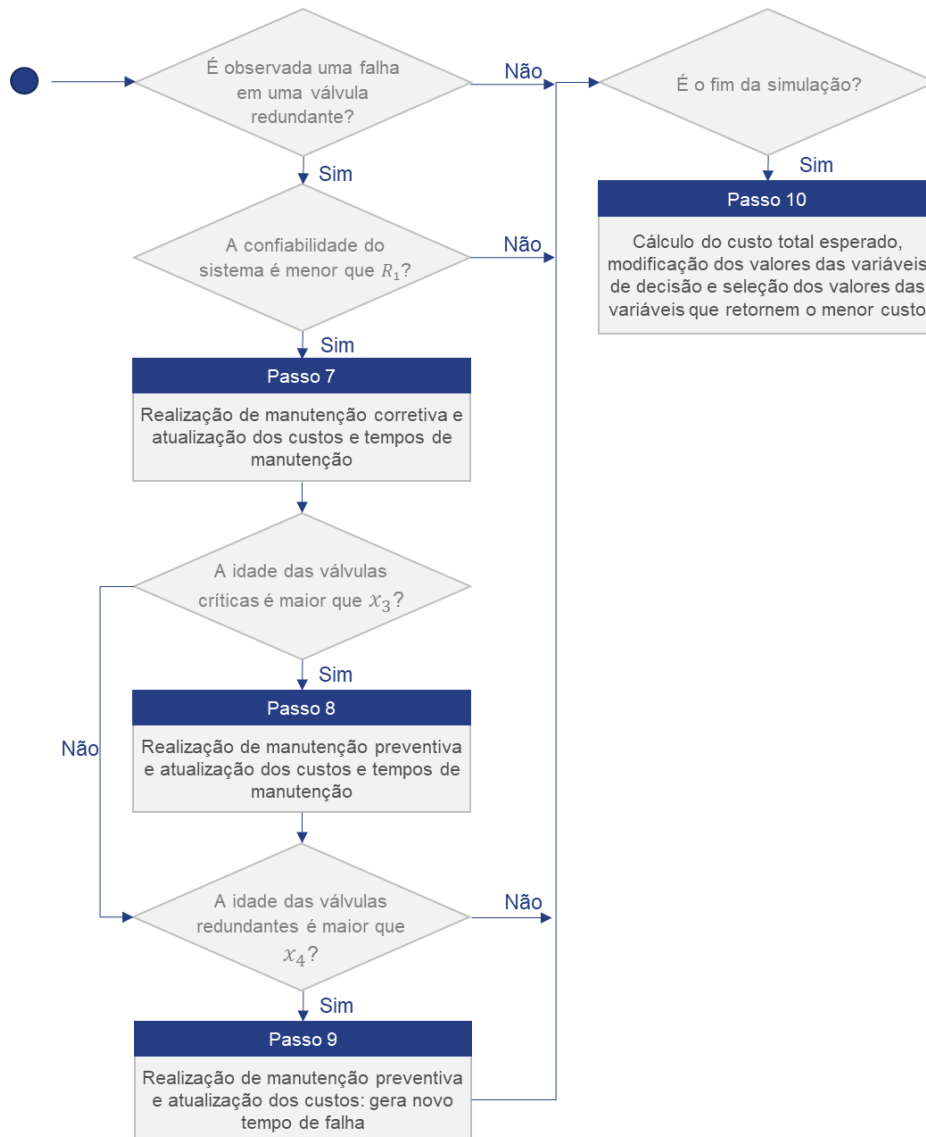 É observada uma falha
em uma válvula
redundante?
Não
É o fim da simulação?
Sim
Sim
Passo 10
Cálculo do custo total esperado,
modificação dos valores das variáveis
de decisão e seleção dos valores das
variáveis que retornem o menor custo
A confiabilidade do
sistema é menor que R₁?
Não
Sim
Passo 7
Realização de manutenção corretiva e
atualização dos custos e tempos de
manutenção
A idade das válvulas
críticas é maior que x₃?
Sim
Passo 8
Não
Realização de manutenção preventiva
e atualização dos custos e tempos de
manutenção
A idade das válvulas
redundantes é maior que
x₄?
Não
Sim
Passo 9
Realização de manutenção preventiva
e atualização dos custos: gera novo
tempo de falha